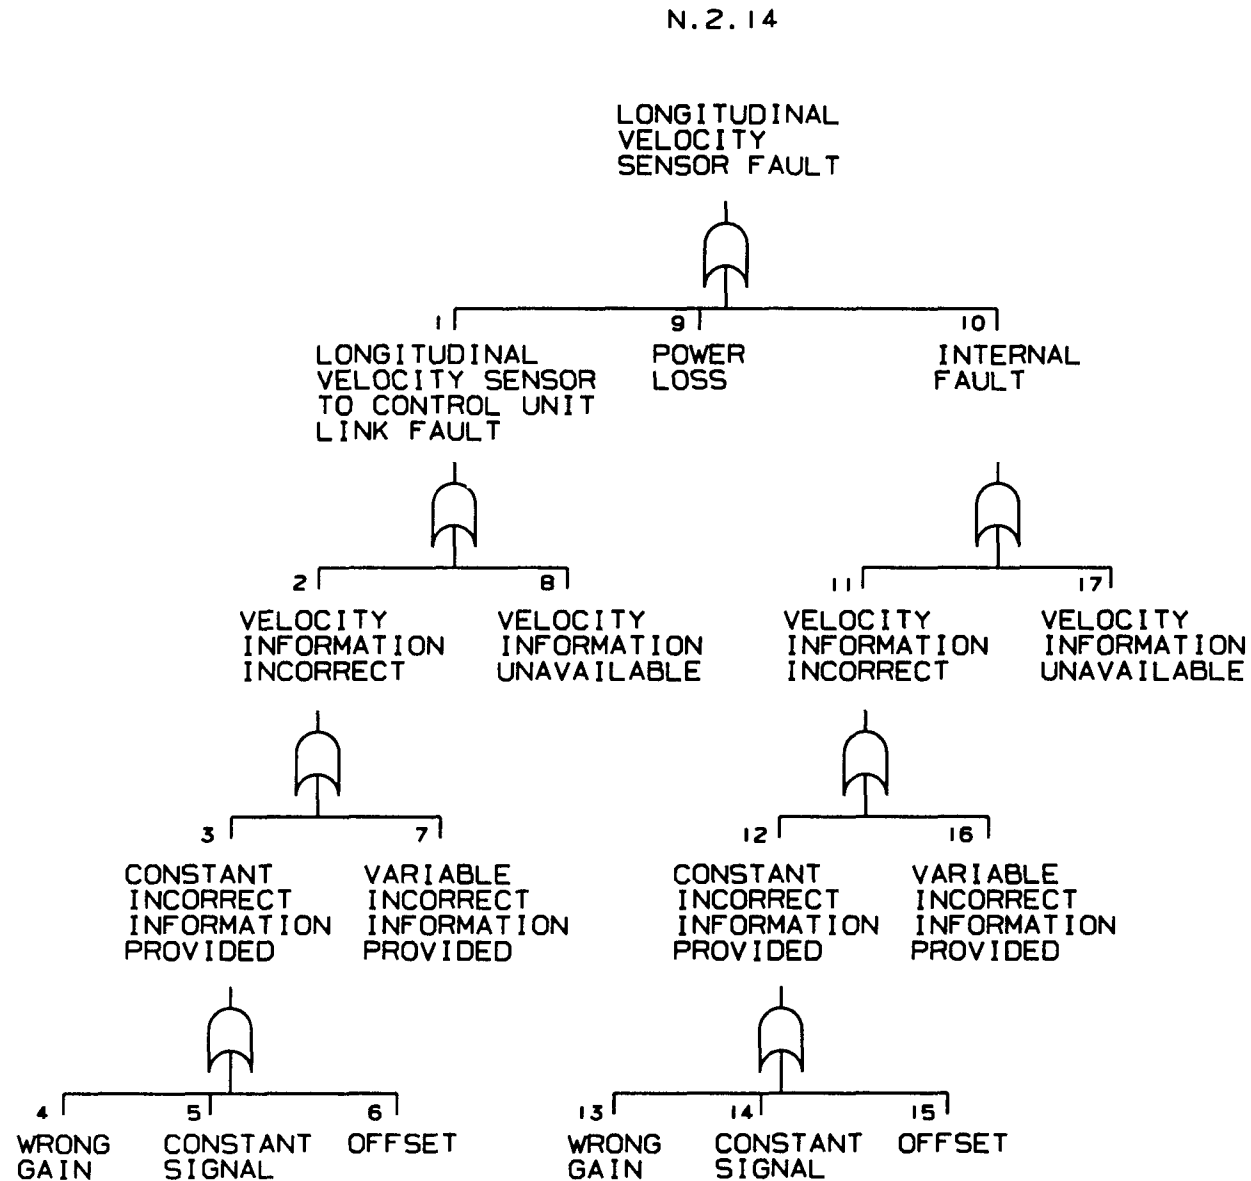 N.2.14
LONGITUDINAL
VELOCITY
SENSOR FAULT
1
LONGITUDINAL
VELOCITY SENSOR
TO CONTROL UNIT
LINK FAULT
9
POWER
LOSS
10
INTERNAL
FAULT
2
VELOCITY
INFORMATION
INCORRECT
8
VELOCITY
INFORMATION
UNAVAILABLE
11
VELOCITY
INFORMATION
INCORRECT
17
VELOCITY
INFORMATION
UNAVAILABLE
3
CONSTANT
INCORRECT
INFORMATION
PROVIDED
7
VARIABLE
INCORRECT
INFORMATION
PROVIDED
12
CONSTANT
INCORRECT
INFORMATION
PROVIDED
16
VARIABLE
INCORRECT
INFORMATION
PROVIDED
4
WRONG
GAIN
5
CONSTANT
SIGNAL
6
OFFSET
13
WRONG
GAIN
14
CONSTANT
SIGNAL
15
OFFSET